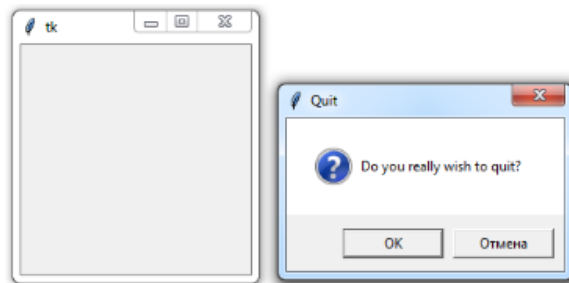 tk
Quit
Do you really wish to quit?
OK
Отмена